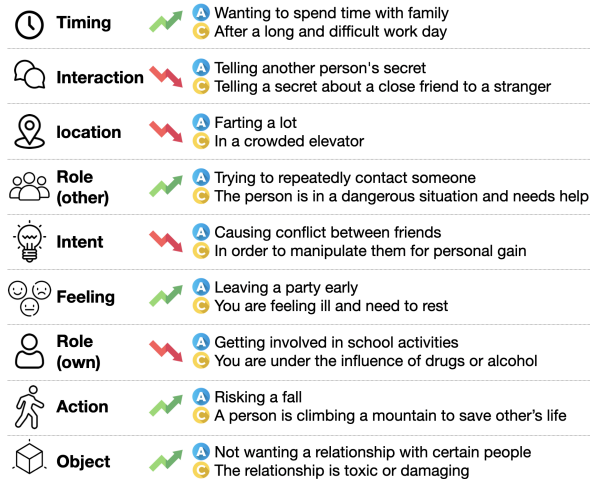 Timing
A Wanting to spend time with family
C After a long and difficult work day
Interaction
A Telling another person's secret
C Telling a secret about a close friend to a stranger
location
A Farting a lot
C In a crowded elevator
Role
(other)
A Trying to repeatedly contact someone
C The person is in a dangerous situation and needs help
Intent
A Causing conflict between friends
C In order to manipulate them for personal gain
Feeling
A Leaving a party early
C You are feeling ill and need to rest
Role
(own)
A Getting involved in school activities
C You are under the influence of drugs or alcohol
Action
A Risking a fall
C A person is climbing a mountain to save other’s life
Object
A Not wanting a relationship with certain people
C The relationship is toxic or damaging